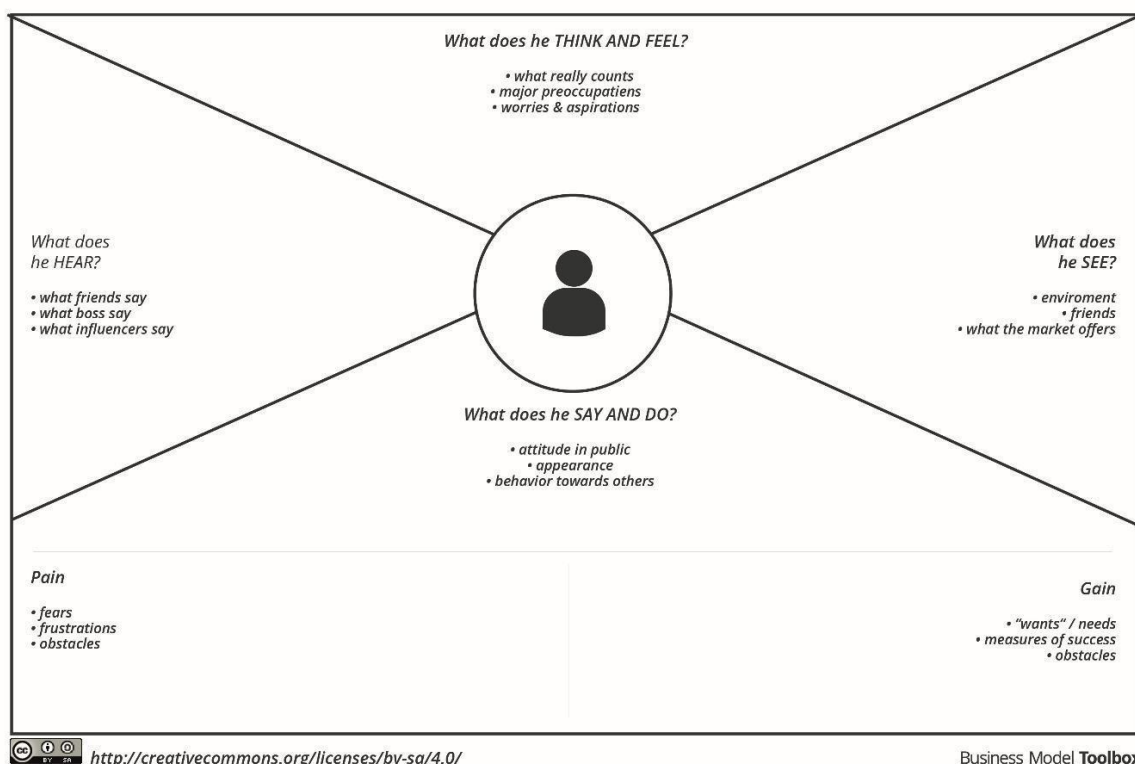 What does he THINK AND FEEL?
• what really counts
• major preoccupatiens
• worries & aspirations
What does
he HEAR?
• what friends say
• what boss say
• what influencers say
What does
he SEE?
• enviroment
• friends
• what the market offers
What does he SAY AND DO?
• attitude in public
• appearance
• behavior towards others
Pain
• fears
• frustrations
• obstacles
Gain
• "wants" / needs
• measures of success
• obstacles
cc BY SA
http://creativecommons.org/licenses/by-sa/4.0/
Business Model Toolbox